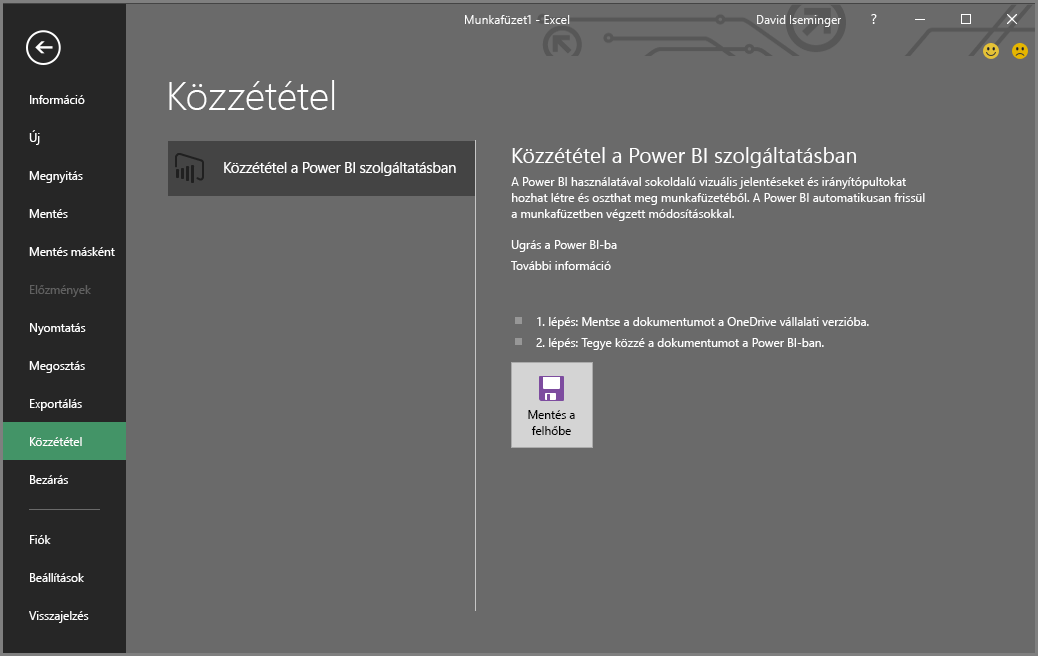 Munkafüzet1 - Excel
David Iseminger
?
Információ
Új
Megnyitás
Mentés
Mentés másként
Előzmények
Nyomtatás
Megosztás
Exportálás
Közzététel
Bezárás
Fiók
Beállítások
Visszajelzés
Közzététel
Közzététel a Power BI szolgáltatásban
Közzététel a Power BI szolgáltatásban
A Power BI használatával sokoldalú vizuális jelentéseket és irányítópultokat
hozhat létre és oszthat meg munkafüzetéből. A Power BI automatikusan frissül
a munkafüzetben végzett módosításokkal.
Ugrás a Power BI-ba
További információ
1. lépés: Mentse a dokumentumot a OneDrive vállalati verzióba.
2. lépés: Tegye közzé a dokumentumot a Power BI-ban.
Mentés a
felhőbe